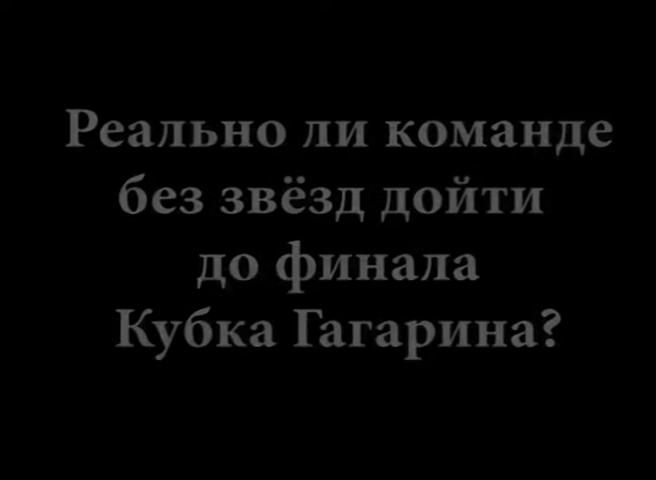 Реально ли команде
без звёзд дойти
до финала
Кубка Гагарина?